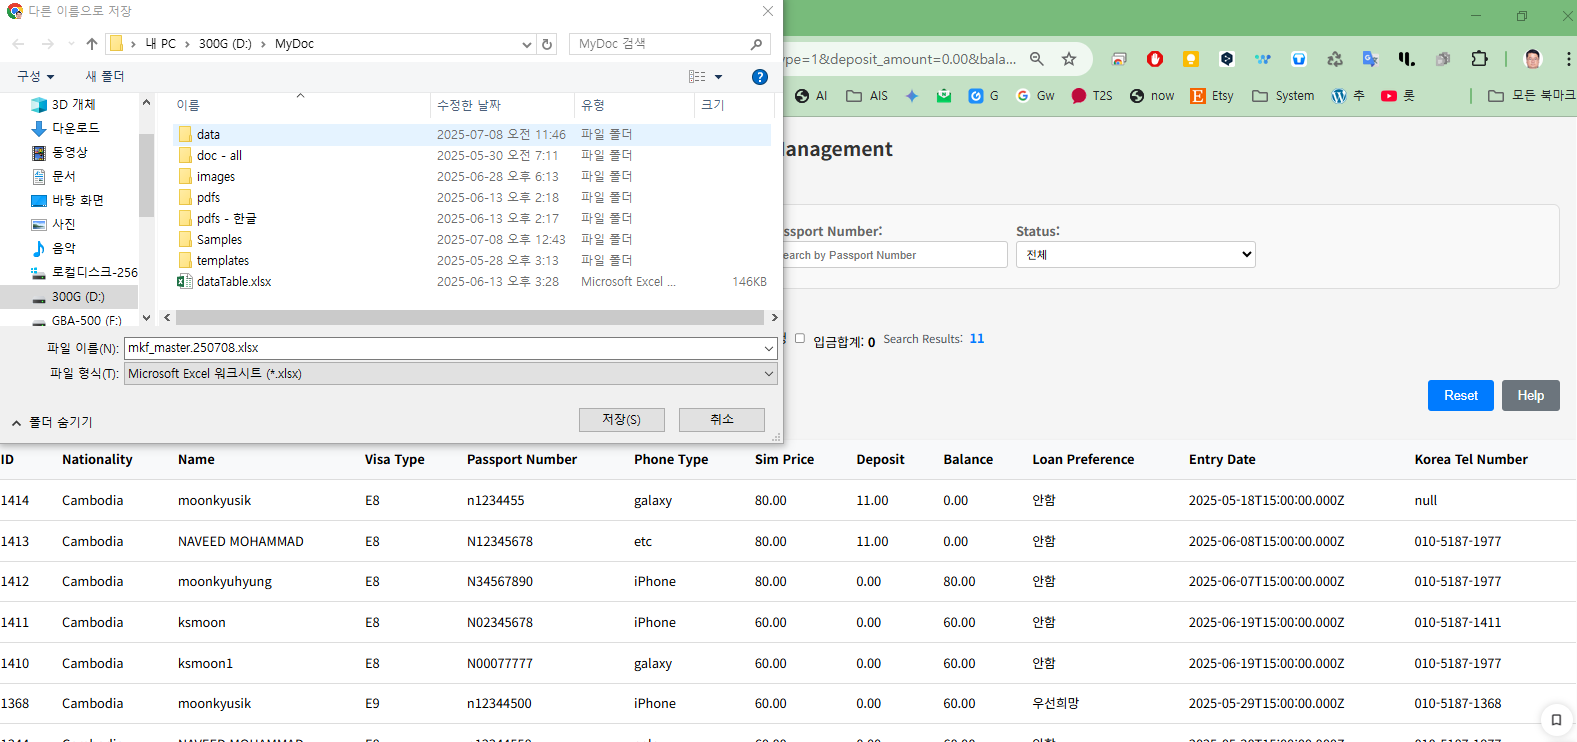 다른 이름으로 저장
내 PC > 300G (D:) > MyDoc
MyDoc 검색
구성
새 폴더
?
3D 개체
다운로드
동영상
문서
바탕 화면
사진
음악
로컬디스크-256
300G (D:)
GBA-500 (F:)
이름 수정한 날짜 유형 크기
data 2025-07-08 오전 11:46 파일 폴더
doc - all 2025-05-30 오전 7:11 파일 폴더
images 2025-06-28 오후 6:13 파일 폴더
pdfs 2025-06-13 오후 2:18 파일 폴더
pdfs - 한글 2025-06-13 오후 2:17 파일 폴더
Samples 2025-07-08 오후 12:43 파일 폴더
templates 2025-05-28 오후 3:13 파일 폴더
dataTable.xlsx 2025-06-13 오후 3:28 Microsoft Excel ... 146KB
파일 이름(N): mkf_master.250708.xlsx
파일 형식(T): Microsoft Excel 워크시트 (*.xlsx)
폴더 숨기기
저장(S)
취소
ype=1&deposit_amount=0.00&bala...
AI AIS G Gw T2S now Etsy System 추 롯 모든 북마크
anagement
ssport Number:
Status:
earch by Passport Number
전체
입금합계: 0 Search Results: 11
Reset
Help
ID Nationality Name Visa Type Passport Number Phone Type Sim Price Deposit Balance Loan Preference Entry Date Korea Tel Number
1414 Cambodia moonkyusik E8 n1234455 galaxy 80.00 11.00 0.00 안함 2025-05-18T15:00:00.000Z null
1413 Cambodia NAVEED MOHAMMAD E8 N12345678 etc 80.00 11.00 0.00 안함 2025-06-08T15:00:00.000Z 010-5187-1977
1412 Cambodia moonkyuhyung E8 N34567890 iPhone 80.00 0.00 80.00 안함 2025-06-07T15:00:00.000Z 010-5187-1977
1411 Cambodia ksmoon E8 N02345678 iPhone 60.00 0.00 60.00 안함 2025-06-19T15:00:00.000Z 010-5187-1411
1410 Cambodia ksmoon1 E8 N00077777 galaxy 60.00 0.00 60.00 안함 2025-06-19T15:00:00.000Z 010-5187-1977
1368 Cambodia moonkyusik E9 n12344500 iPhone 60.00 0.00 60.00 우선희망 2025-05-29T15:00:00.000Z 010-5187-1368